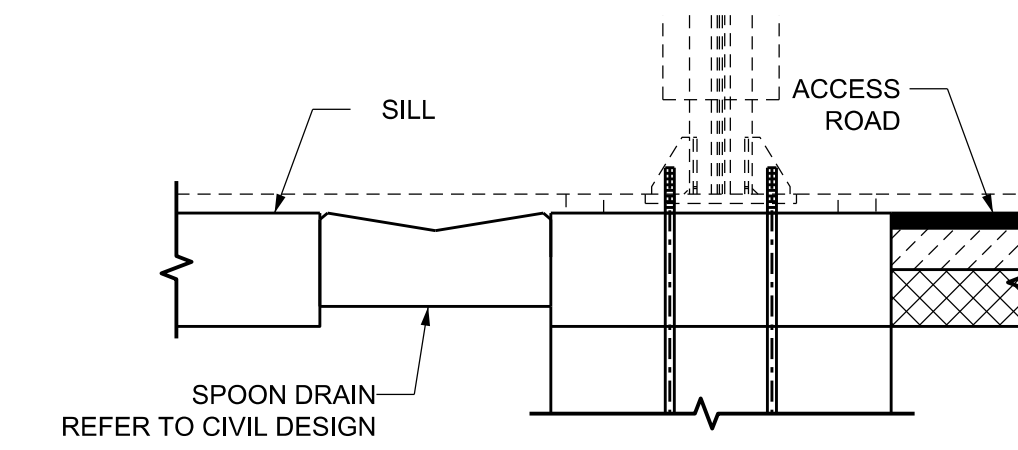 SILL
ACCESS
ROAD
SPOON DRAIN
REFER TO CIVIL DESIGN